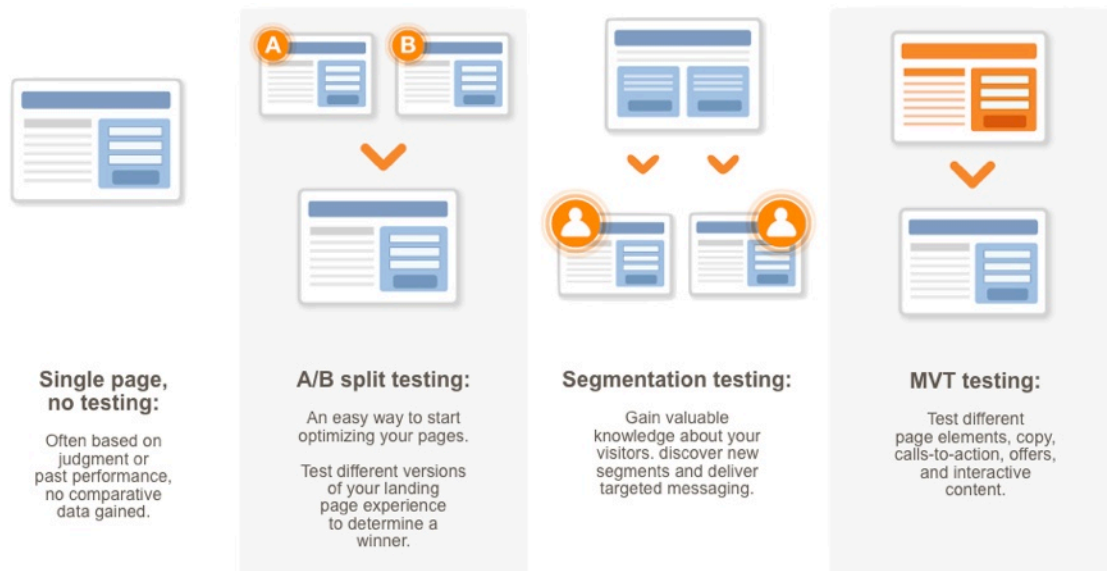 A
B
Single page,
no testing:
Often based on
judgment or
past performance,
no comparative
data gained.
A/B split testing:
An easy way to start
optimizing your pages.
Test different versions
of your landing
page experience
to determine a
winner.
Segmentation testing:
Gain valuable
knowledge about your
visitors. discover new
segments and deliver
targeted messaging.
MVT testing:
Test different
page elements, copy,
calls-to-action, offers,
and interactive
content.